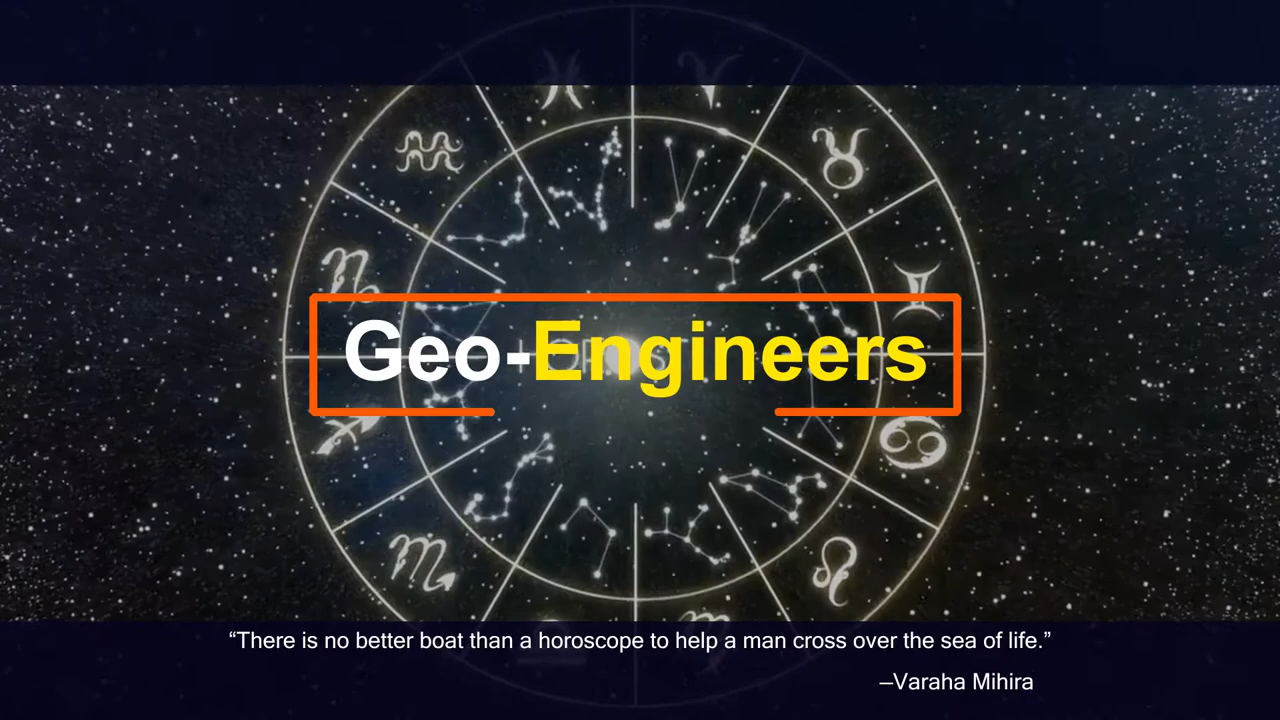 Geo-Engineers
“There is no better boat than a horoscope to help a man cross over the sea of life.”
–Varaha Mihira